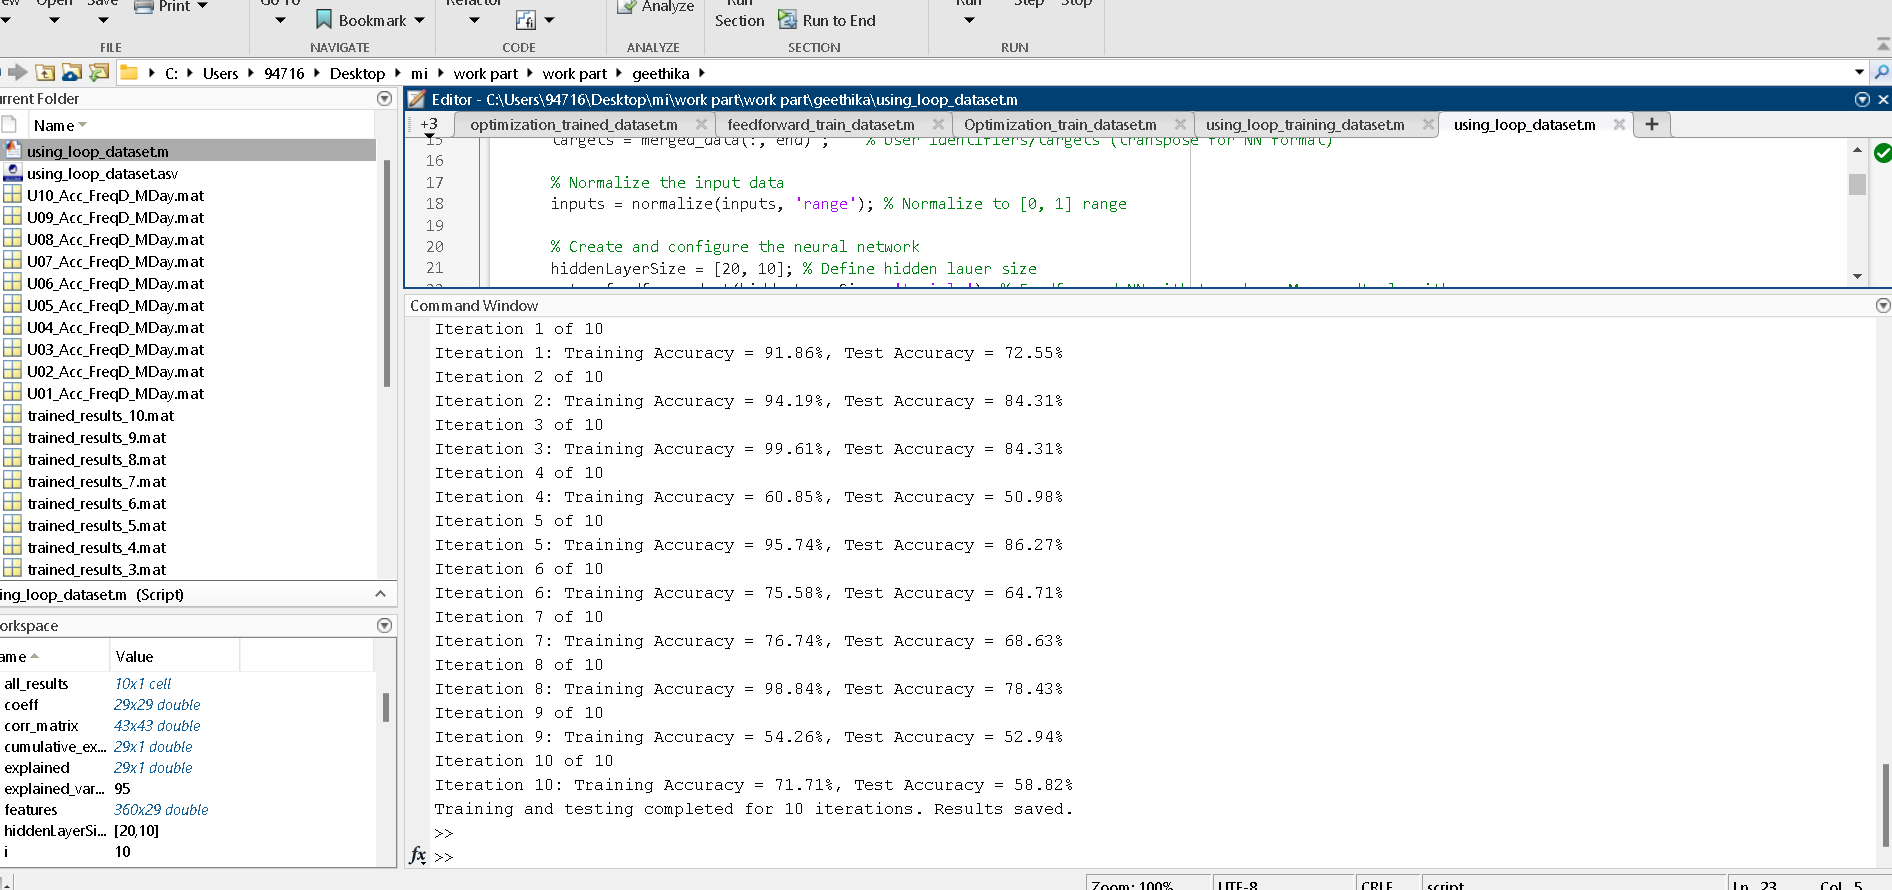 Open Save Print Go To Refactor Analyze Run Run Step Stop
Bookmark Section Run to End
FILE NAVIGATE CODE ANALYZE SECTION RUN
C: Users 94716 Desktop mi work part work part geethika
rrent Folder
Name
using_loop_dataset.m
using_loop_dataset.asv
U10_Acc_FreqD_MDay.mat
U09_Acc_FreqD_MDay.mat
U08_Acc_FreqD_MDay.mat
U07_Acc_FreqD_MDay.mat
U06_Acc_FreqD_MDay.mat
U05_Acc_FreqD_MDay.mat
U04_Acc_FreqD_MDay.mat
U03_Acc_FreqD_MDay.mat
U02_Acc_FreqD_MDay.mat
U01_Acc_FreqD_MDay.mat
trained_results_10.mat
trained_results_9.mat
trained_results_8.mat
trained_results_7.mat
trained_results_6.mat
trained_results_5.mat
trained_results_4.mat
trained_results_3.mat
ing_loop_dataset.m (Script)
orkspace
ame Value
all_results 10x1 cell
coeff 29x29 double
corr_matrix 43x43 double
cumulative_ex... 29x1 double
explained 29x1 double
explained_var... 95
features 360x29 double
hiddenLayerSi... [20,10]
i 10
Editor - C:\Users\94716\Desktop\mi\work part\work part\geethika\using_loop_dataset.m
+3 optimization_trained_dataset.m feedforward_train_dataset.m Optimization_train_dataset.m using_loop_training_dataset.m using_loop_dataset.m +
15 targets = merged_data(:, end)'; % User identifiers/targets (transpose for NN format)
16
17 % Normalize the input data
18 inputs = normalize(inputs, 'range'); % Normalize to [0, 1] range
19
20 % Create and configure the neural network
21 hiddenLayerSize = [20, 10]; % Define hidden lauer size
Command Window
Iteration 1 of 10
Iteration 1: Training Accuracy = 91.86%, Test Accuracy = 72.55%
Iteration 2 of 10
Iteration 2: Training Accuracy = 94.19%, Test Accuracy = 84.31%
Iteration 3 of 10
Iteration 3: Training Accuracy = 99.61%, Test Accuracy = 84.31%
Iteration 4 of 10
Iteration 4: Training Accuracy = 60.85%, Test Accuracy = 50.98%
Iteration 5 of 10
Iteration 5: Training Accuracy = 95.74%, Test Accuracy = 86.27%
Iteration 6 of 10
Iteration 6: Training Accuracy = 75.58%, Test Accuracy = 64.71%
Iteration 7 of 10
Iteration 7: Training Accuracy = 76.74%, Test Accuracy = 68.63%
Iteration 8 of 10
Iteration 8: Training Accuracy = 98.84%, Test Accuracy = 78.43%
Iteration 9 of 10
Iteration 9: Training Accuracy = 54.26%, Test Accuracy = 52.94%
Iteration 10 of 10
Iteration 10: Training Accuracy = 71.71%, Test Accuracy = 58.82%
Training and testing completed for 10 iterations. Results saved.
>>
fx >>
Zoom: 100% UTF-8 CRLF script Ln 23 Col 5